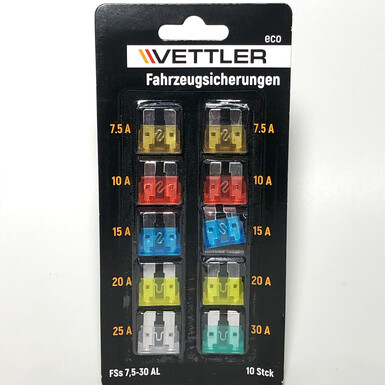 eco
VETTLER
Fahrzeugsicherungen
7.5 A 7.5 A
10 A 10 A
15 A 15 A
20 A 20 A
25 A 30 A
FSs 7,5-30 AL 10 Stck